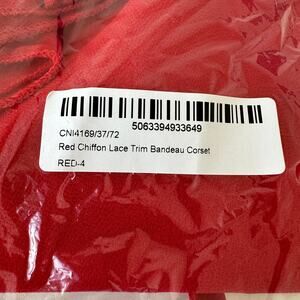 5063394933649
CNI4169/37/72
Red Chiffon Lace Trim Bandeau Corset
RED-4